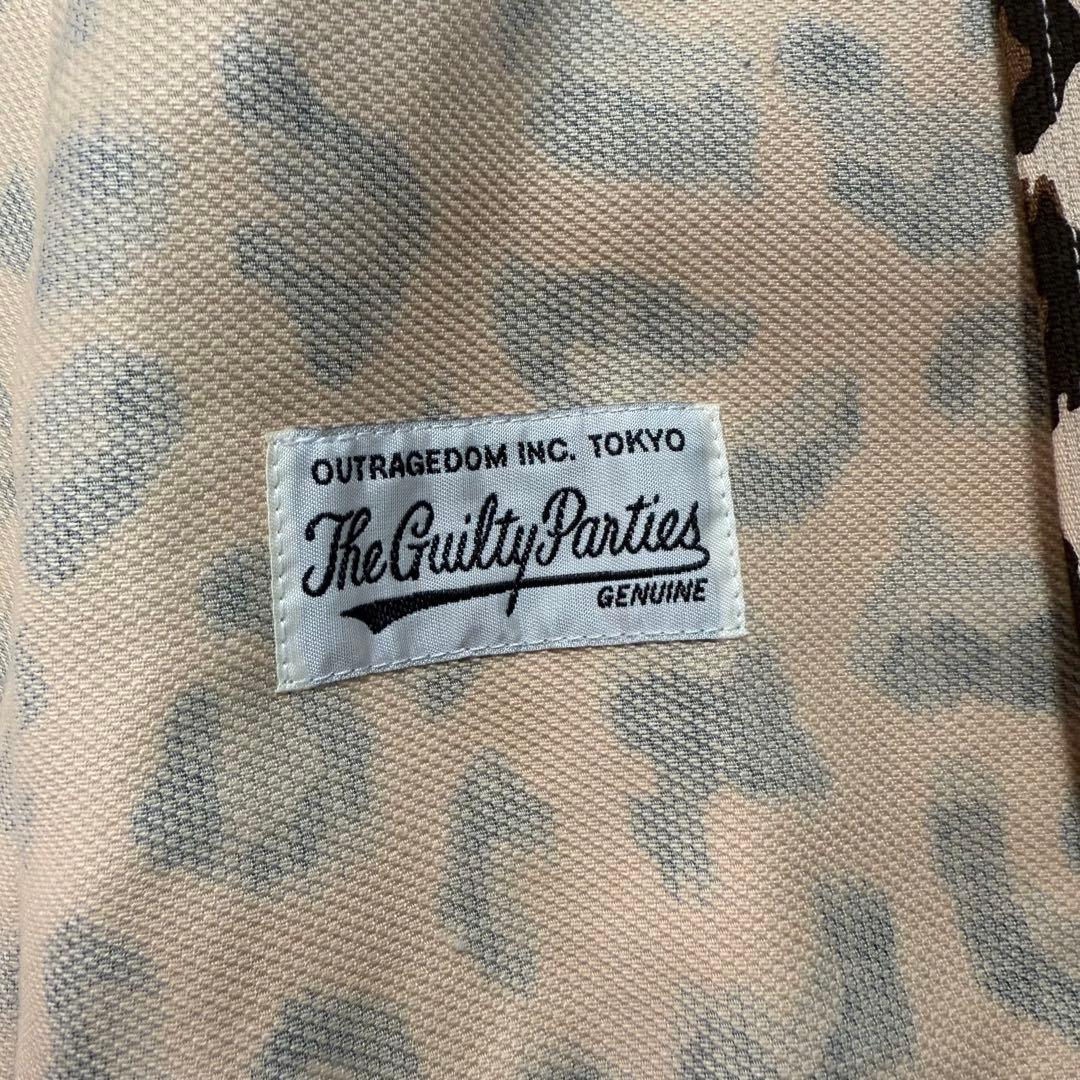 OUTRAGEDOM INC. TOKYO
The Guilty Parties
GENUINE